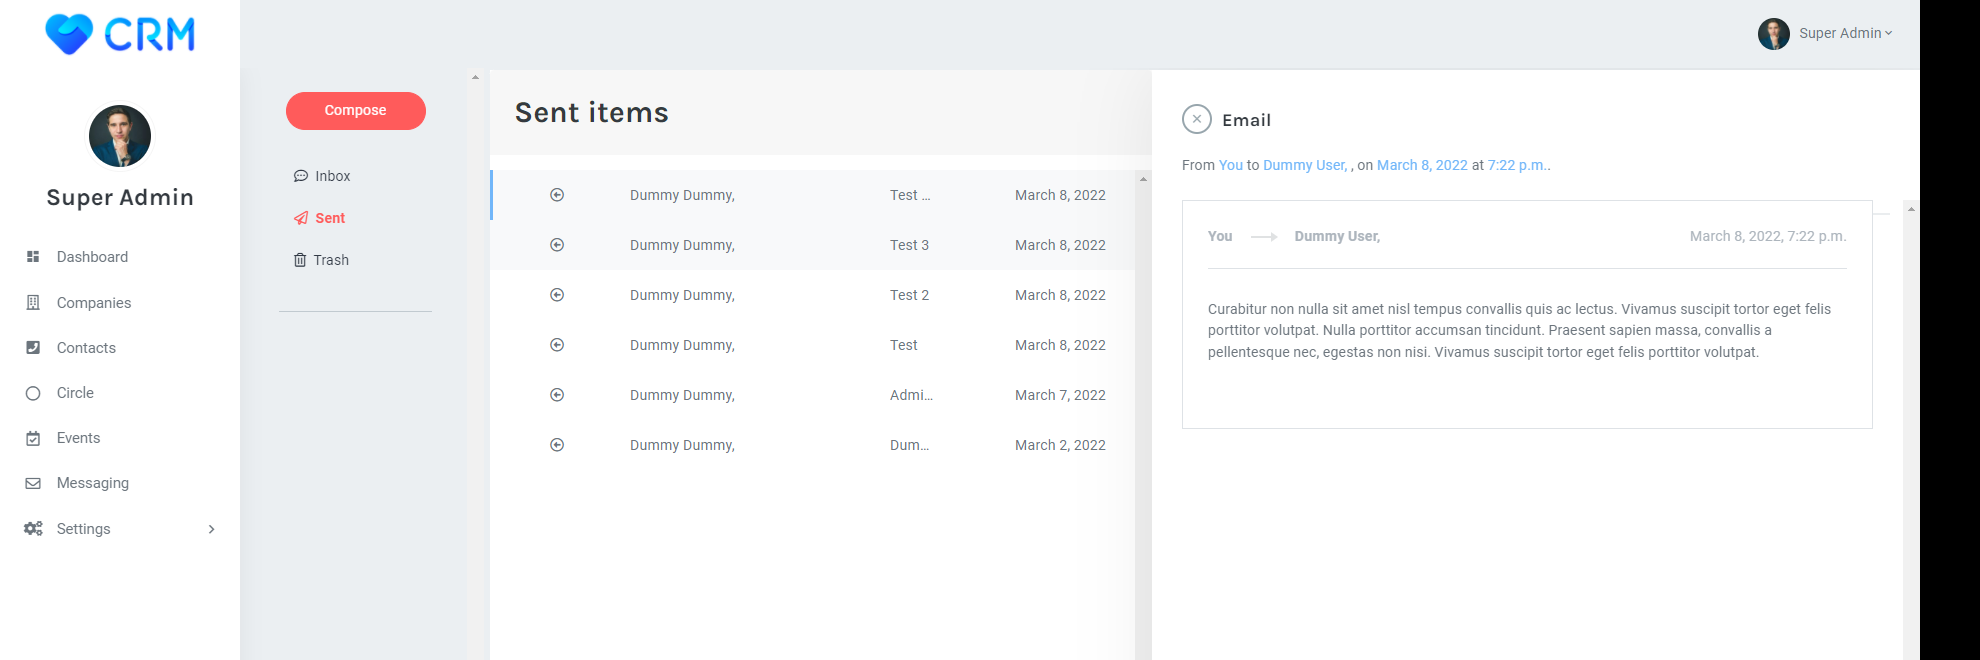 CRM
Super Admin
Super Admin
Dashboard
Companies
Contacts
Circle
Events
Messaging
Settings
Compose
Inbox
Sent
Trash
Sent items
Dummy Dummy, Test ... March 8, 2022
Dummy Dummy, Test 3 March 8, 2022
Dummy Dummy, Test 2 March 8, 2022
Dummy Dummy, Test March 8, 2022
Dummy Dummy, Admi... March 7, 2022
Dummy Dummy, Dum... March 2, 2022
Email
From You to Dummy User, , on March 8, 2022 at 7:22 p.m..
You Dummy User, March 8, 2022, 7:22 p.m.
Curabitur non nulla sit amet nisl tempus convallis quis ac lectus. Vivamus suscipit tortor eget felis
porttitor volutpat. Nulla porttitor accumsan tincidunt. Praesent sapien massa, convallis a
pellentesque nec, egestas non nisi. Vivamus suscipit tortor eget felis porttitor volutpat.